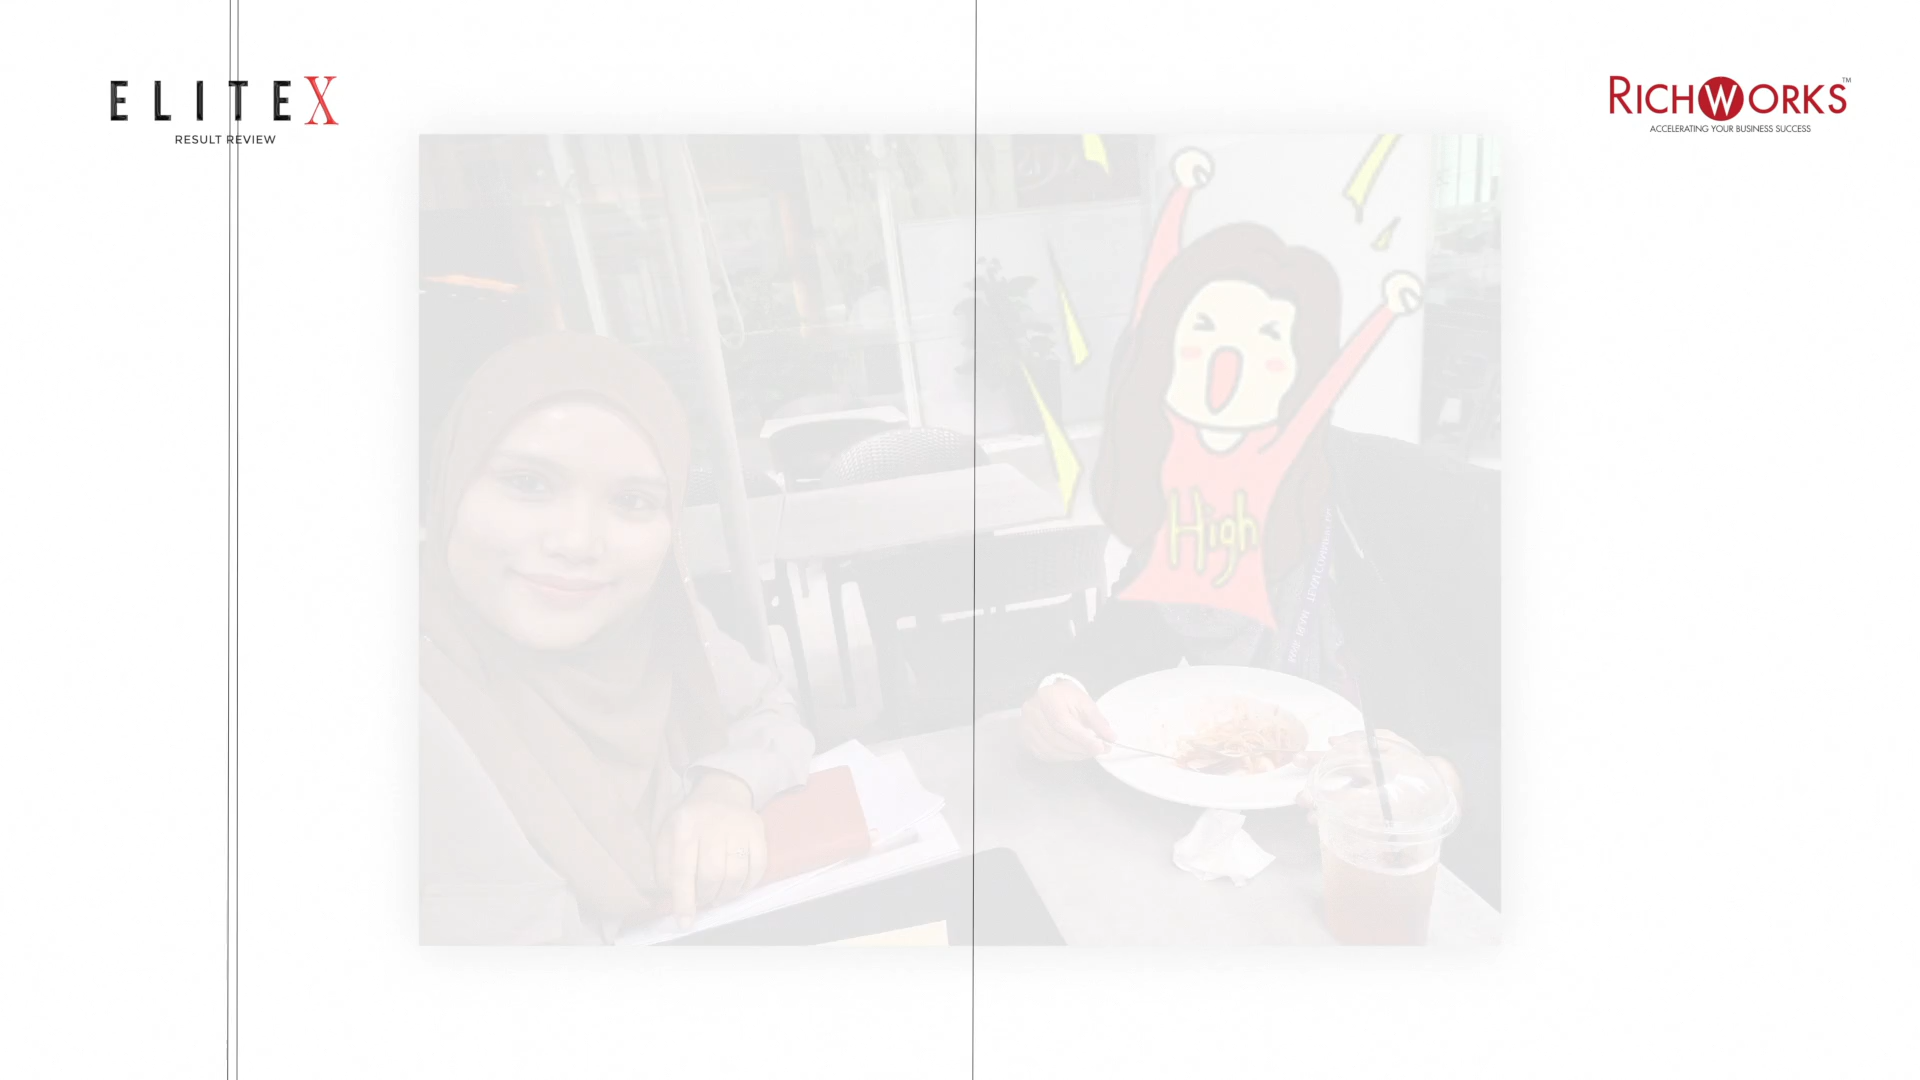 ELITEX
RESULT REVIEW
RICHWORKS™
ACCELERATING YOUR BUSINESS SUCCESS
High